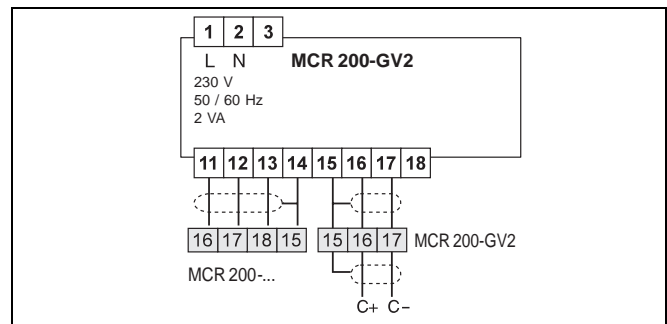 1 2 3
L N MCR 200-GV2
230 V
50 / 60 Hz
2 VA
11 12 13 14 15 16 17 18
16 17 18 15 15 16 17 MCR 200-GV2
MCR 200-...
C+ C–